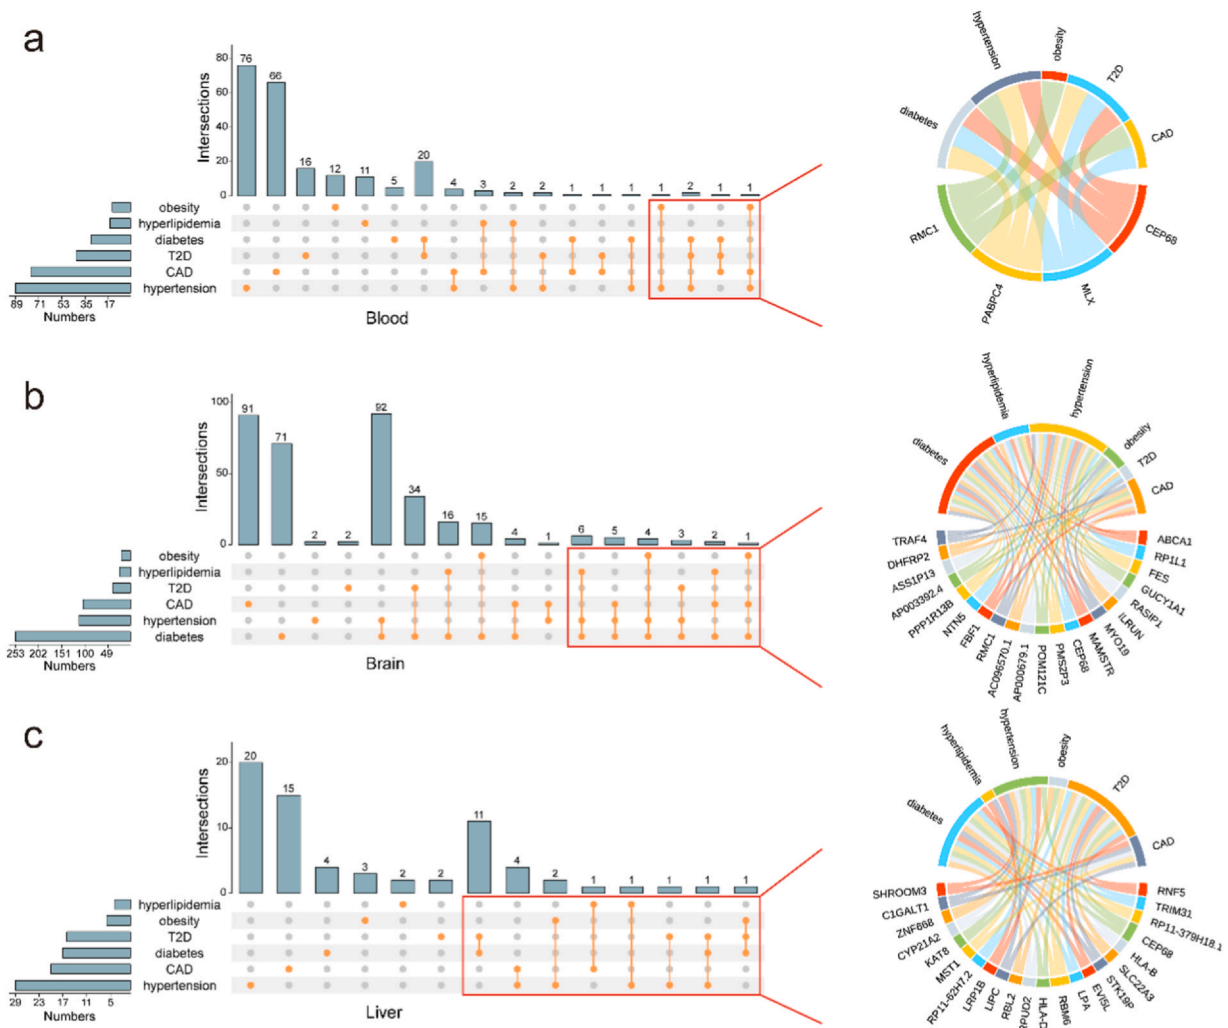 a
80
60
40
20
0
Intersections
76
66
16
12
11
5
20
4
3
2
2
1
1
1
1
2
1
1
obesity
hyperlipidemia
diabetes
T2D
CAD
hypertension
89 71 53 35 17
Numbers
Blood
diabetes
hypertension
obesity
T2D
CAD
RMC1
PABPC4
MLX
CEP68
b
100
50
0
Intersections
91
71
2
2
92
34
16
15
4
1
6
5
4
3
2
1
obesity
hyperlipidemia
T2D
CAD
hypertension
diabetes
253 202 151 100 49
Numbers
Brain
diabetes
hyperlipidemia
hypertension
obesity
T2D
CAD
TRAF4
DHFRP2
ASS1P13
AP003392.4
PPP1R13B
NTN5
FBF1
RMC1
AC096570.1
AP000679.1
POM121C
PMS2P3
CEP68
MAMSTR
MYO19
ILRUN
RASIP1
GUCY1A1
FES
RP1L1
ABCA1
c
20
10
0
Intersections
20
15
4
3
2
2
11
4
2
1
1
1
1
1
hyperlipidemia
obesity
T2D
diabetes
CAD
hypertension
29 23 17 11 5
Numbers
Liver
diabetes
hyperlipidemia
hypertension
obesity
T2D
CAD
SHROOM3
C1GALT1
ZNF668
CYP21A2
KAT8
MST1
RP11-62H7.2
LRP1B
LIPC
RBL2
RPUD2
HLA-D
RBM6
LPA
EVI5L
STK19P
SLC22A3
HLA-B
CEP68
RP11-379H18.1
TRIM31
RNF5